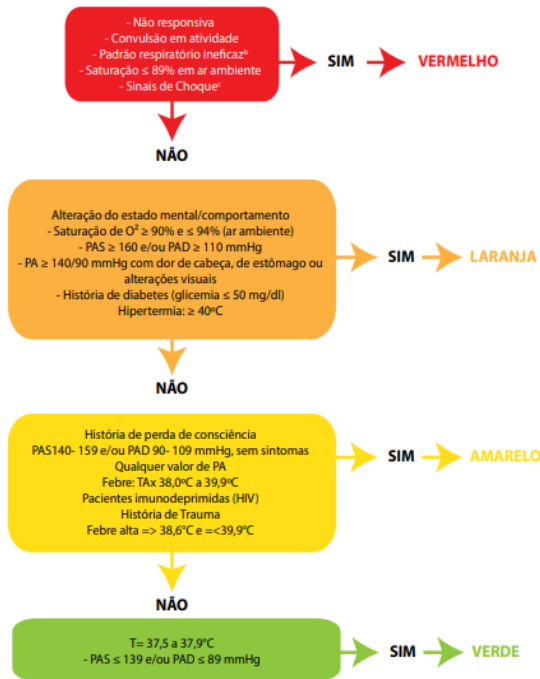 - Não responsiva
- Convulsão em atividade
- Padrão respiratório ineficazᵇ
- Saturação ≤ 89% em ar ambiente
- Sinais de Choqueᶜ
SIM
VERMELHO
NÃO
Alteração do estado mental/comportamento
- Saturação de O² ≥ 90% e ≤ 94% (ar ambiente)
- PAS ≥ 160 e/ou PAD ≥ 110 mmHg
- PA ≥ 140/90 mmHg com dor de cabeça, de estômago ou
alterações visuais
- História de diabetes (glicemia ≤ 50 mg/dl)
Hipertermia: ≥ 40ºC
SIM
LARANJA
NÃO
História de perda de consciência
PAS140- 159 e/ou PAD 90- 109 mmHg, sem sintomas
Qualquer valor de PA
Febre: TAx 38,0ºC a 39,9ºC
Pacientes imunodeprimidas (HIV)
História de Trauma
Febre alta => 38,6°C e =<39,9°C
SIM
AMARELO
NÃO
T= 37,5 a 37,9°C
- PAS ≤ 139 e/ou PAD ≤ 89 mmHg
SIM
VERDE